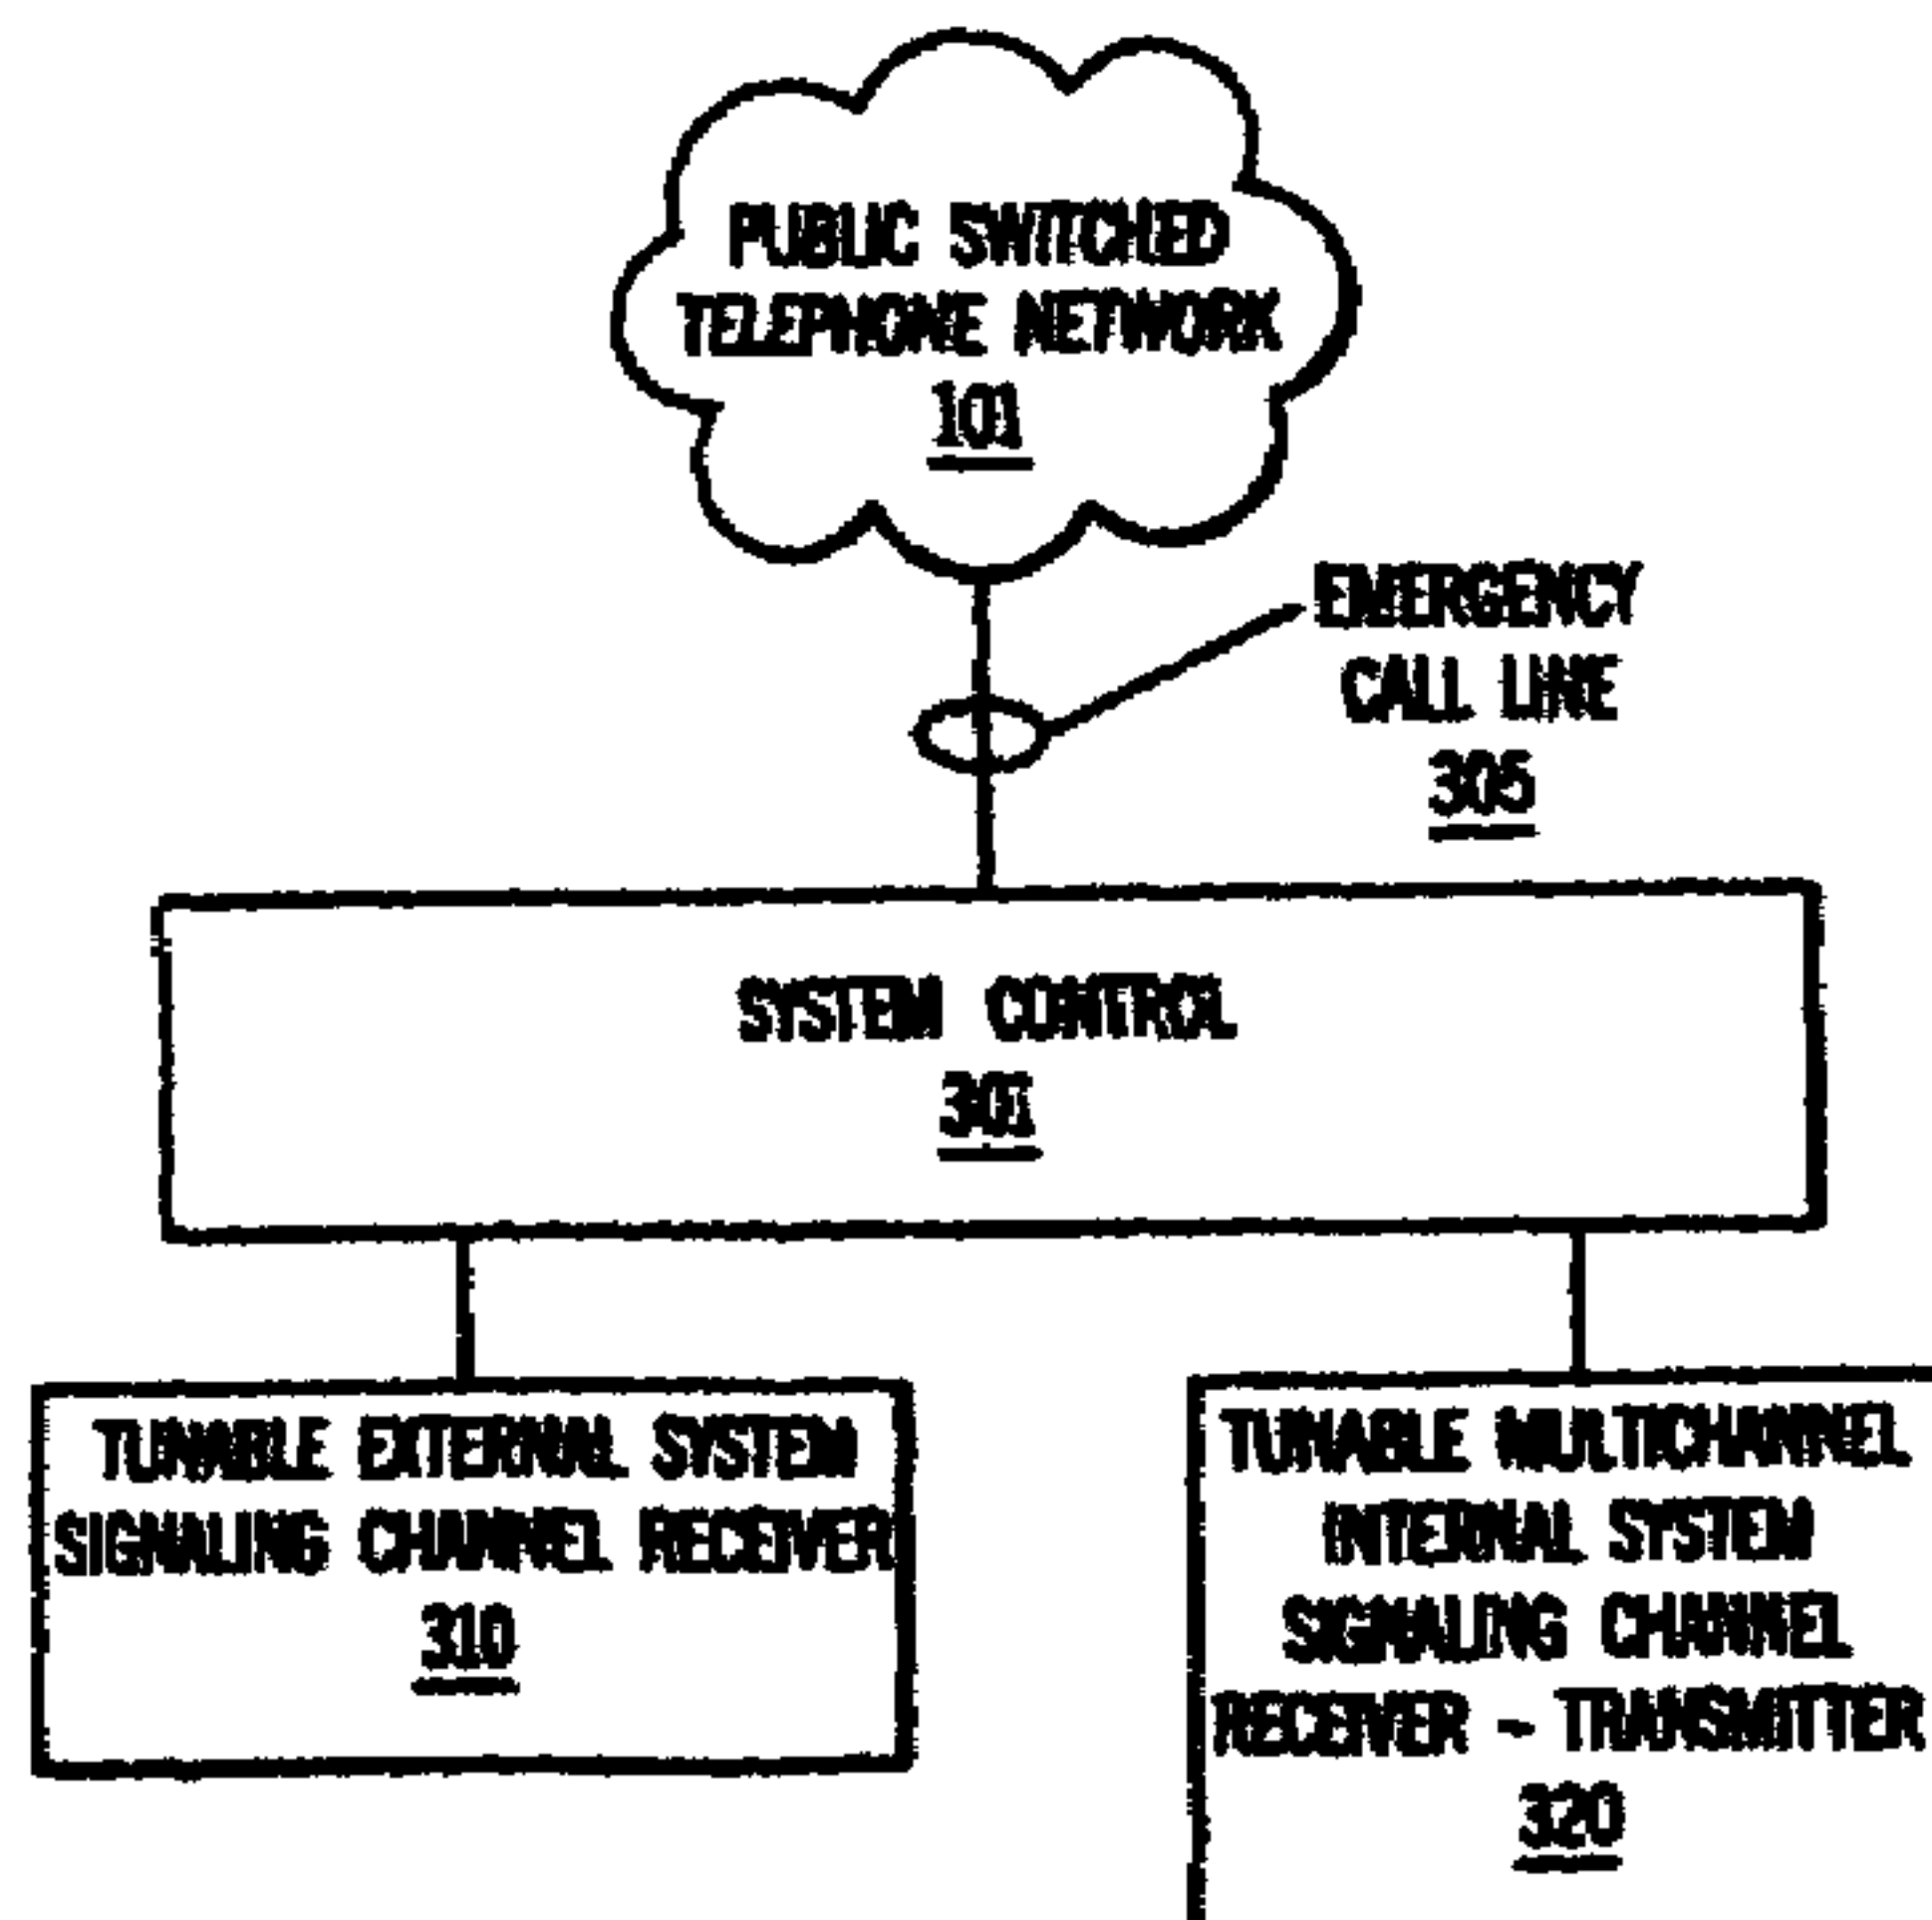 PUBLIC SWITCHED
TELEPHONE NETWORK
101
EMERGENCY
CALL LINE
305
SYSTEM CONTROL
301
TUNABLE EXTERNAL SYSTEM
SIGNALING CHANNEL RECEIVER
310
TUNABLE MULTICHANNEL
INTERNAL SYSTEM
SIGNALING CHANNEL
RECEIVER - TRANSMITTER
320